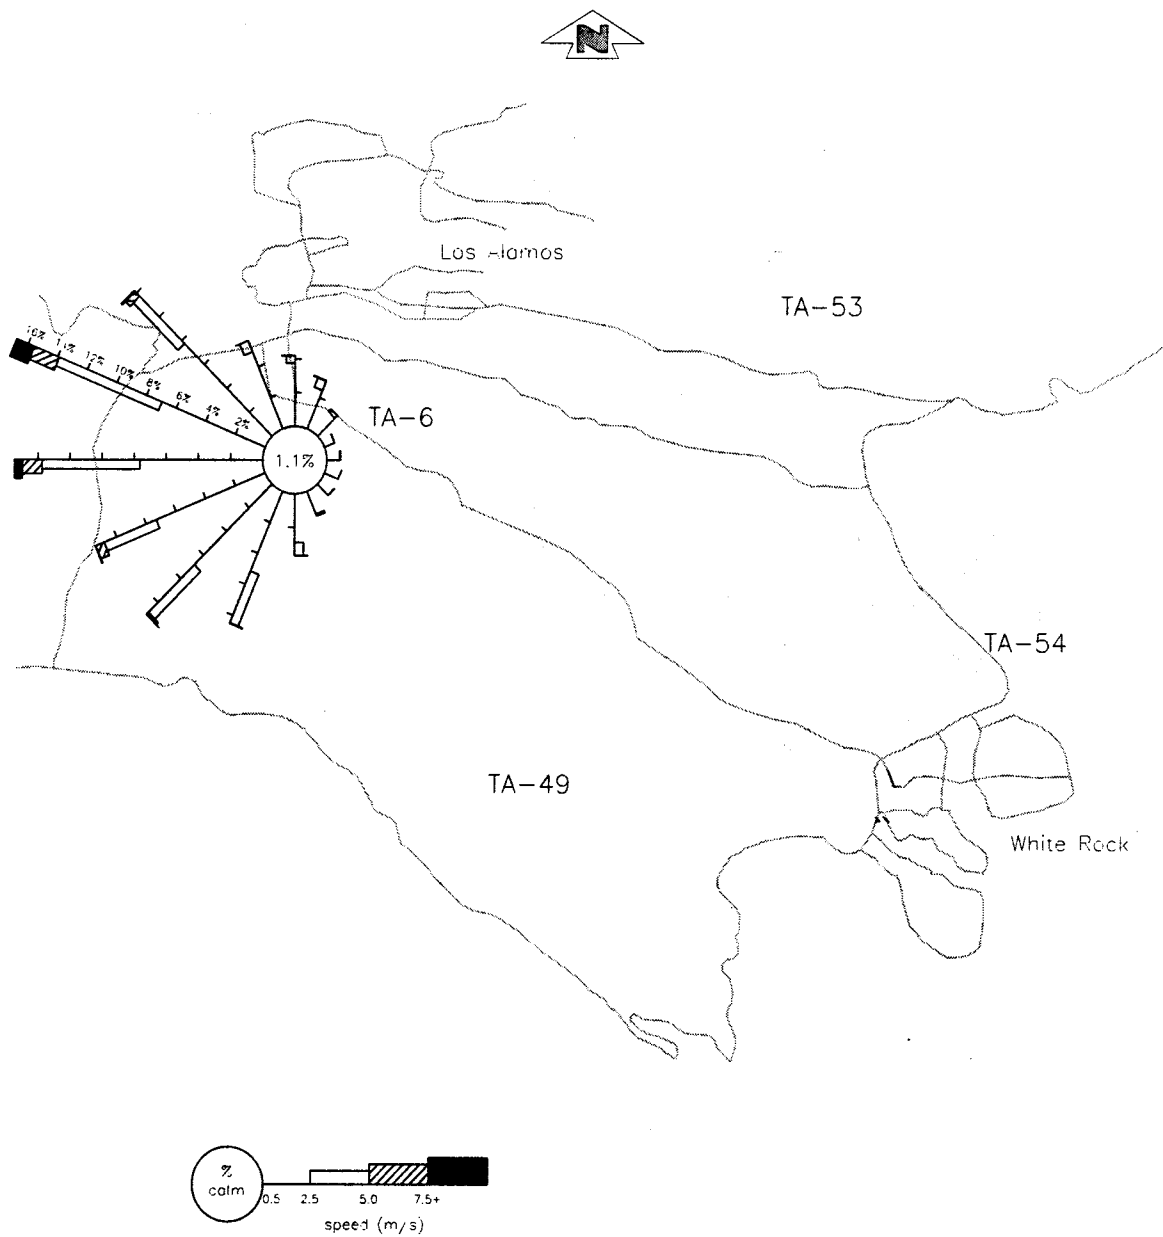 N
Los Alamos
TA-53
16% 14% 12% 10% 8% 6% 4% 2%
TA-6
1.1%
TA-54
TA-49
White Rock
%
calm
0.5 2.5 5.0 7.5+
speed (m/s)